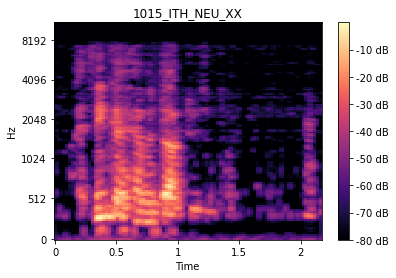 1015_ITH_NEU_XX
Hz
8192
4096
2048
1024
512
0
0
0.5
1
1.5
2
Time
-10 dB
-20 dB
-30 dB
-40 dB
-50 dB
-60 dB
-70 dB
-80 dB